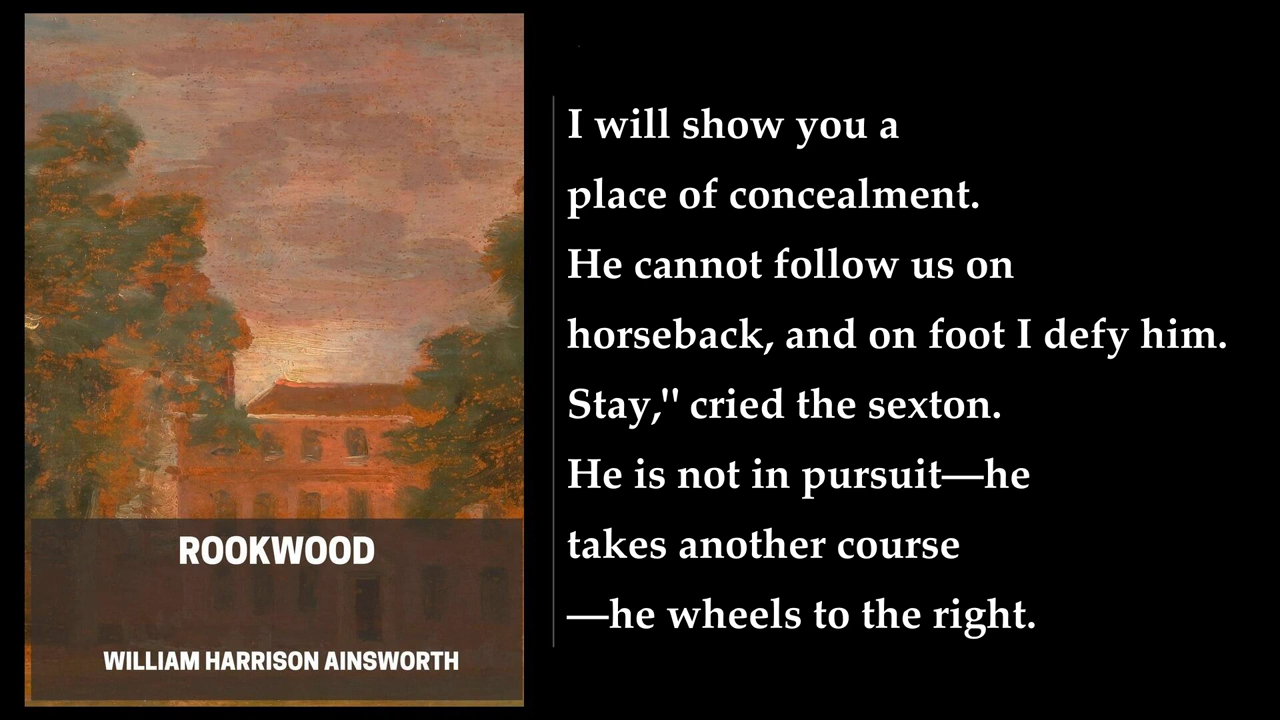 ROOKWOOD
WILLIAM HARRISON AINSWORTH
I will show you a
place of concealment.
He cannot follow us on
horseback, and on foot I defy him.
Stay," cried the sexton.
He is not in pursuit—he
takes another course
—he wheels to the right.